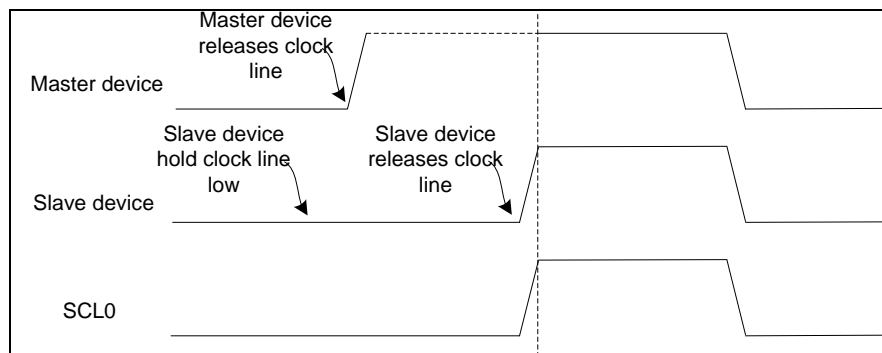 Master device
releases clock
line
Master device
Slave device
hold clock line
low
Slave device
releases clock
line
Slave device
SCL0